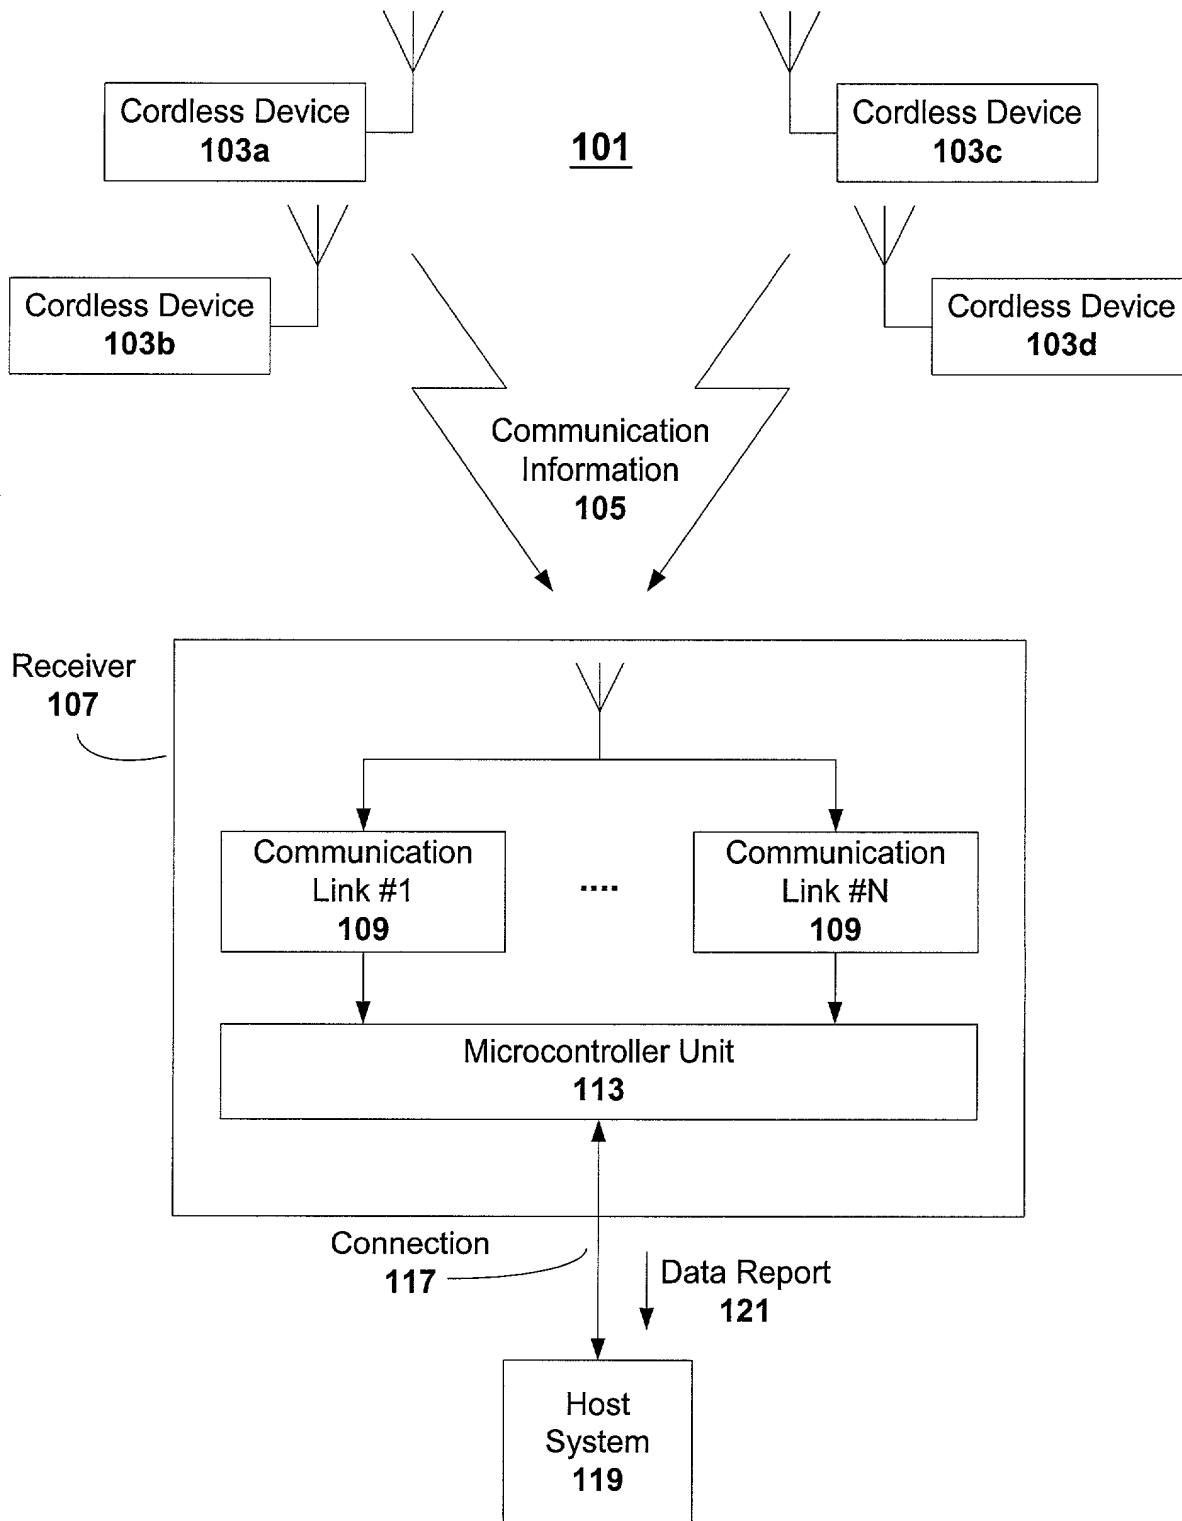 Cordless Device
103a
101
Cordless Device
103c
Cordless Device
103b
Cordless Device
103d
Communication
Information
105
Receiver
107
Communication
Link #1
109
....
Communication
Link #N
109
Microcontroller Unit
113
Connection
117
Data Report
121
Host
System
119